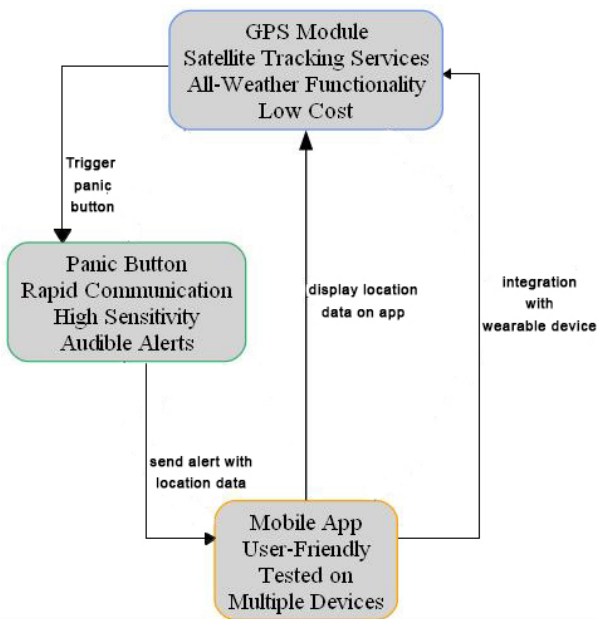 GPS Module
Satellite Tracking Services
All-Weather Functionality
Low Cost
Trigger
panic
button
Panic Button
Rapid Communication
High Sensitivity
Audible Alerts
display location
data on app
integration
with
wearable device
send alert with
location data
Mobile App
User-Friendly
Tested on
Multiple Devices